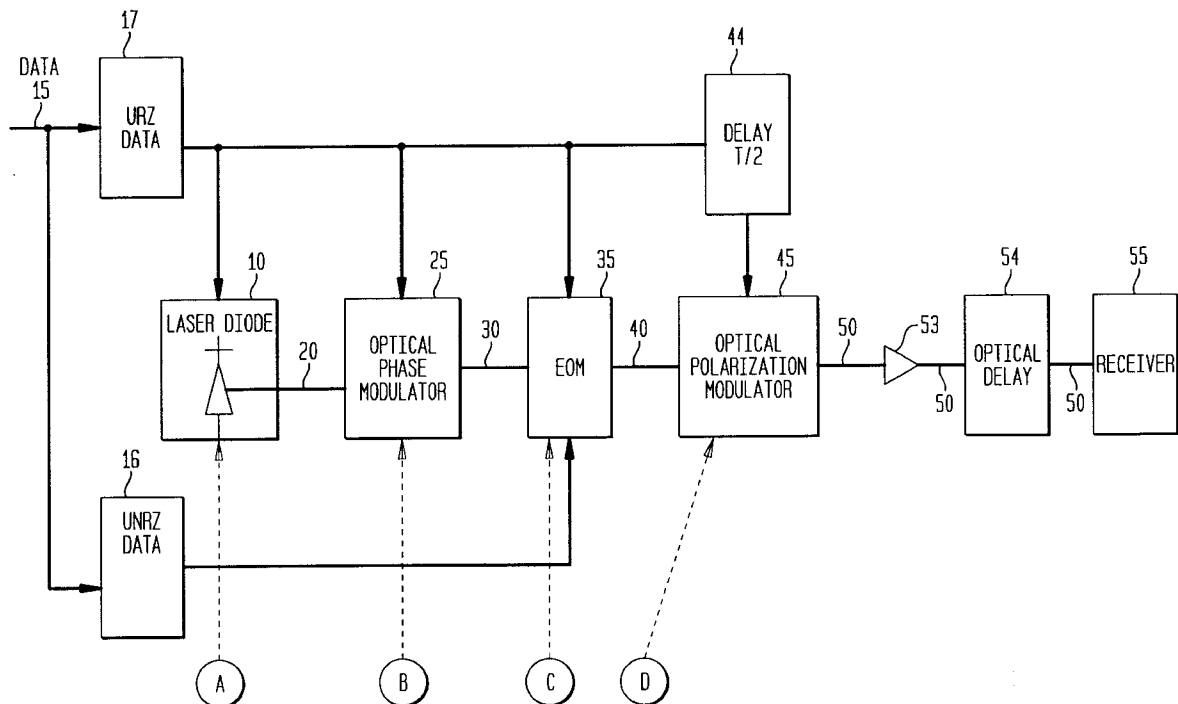 17
44
DATA
15
URZ
DATA
DELAY
T/2
10
25
35
45
54
55
LASER DIODE
20
OPTICAL
PHASE
MODULATOR
30
EOM
40
OPTICAL
POLARIZATION
MODULATOR
50
53
50
OPTICAL
DELAY
50
RECEIVER
16
UNRZ
DATA
A
B
C
D